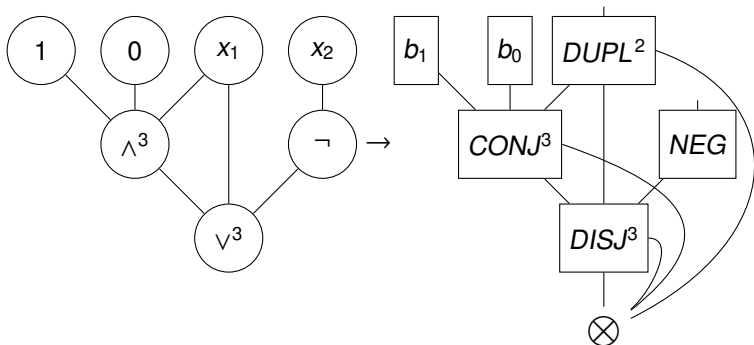 1 0 x₁ x₂ b₁ b₀ DUPL²
∧³ ¬ → CONJ³ NEG
∨³ DISJ³
⊗